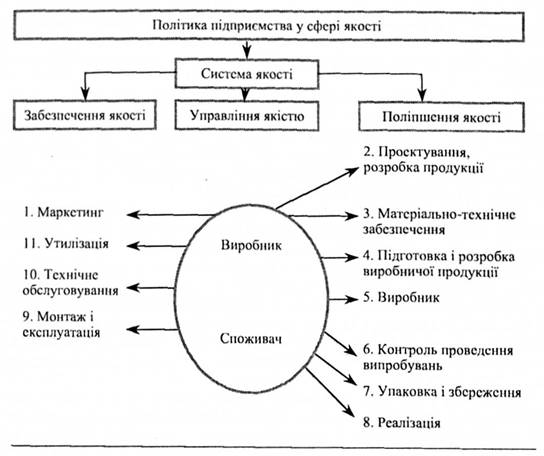 Політика підприємства у сфері якості
Система якості
Забезпечення якості
Управління якістю
Поліпшення якості
2. Проєктування,
розробка продукції
1. Маркетинг
3. Матеріально-технічне
забезпечення
11. Утилізація
Виробник
4. Підготовка і розробка
виробничої продукції
10. Технічне
обслуговування
5. Виробник
9. Монтаж і
експлуатація
Споживач
6. Контроль проведення
випробувань
7. Упаковка і збереження
8. Реалізація